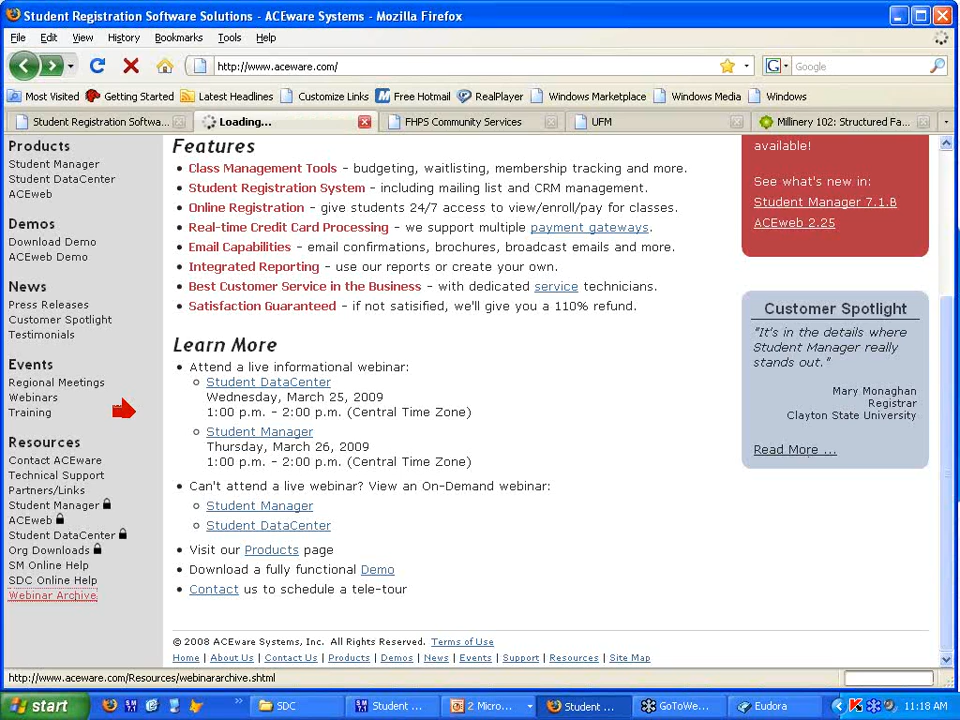 Student Registration Software Solutions - ACEware Systems - Mozilla Firefox
File Edit View History Bookmarks Tools Help
http://www.aceware.com/
Google
Most Visited Getting Started Latest Headlines Customize Links Free Hotmail RealPlayer Windows Marketplace Windows Media Windows
Student Registration Softwa... Loading... FHPS Community Services UFM Millinery 102: Structured Fa...
Products
Student Manager
Student DataCenter
ACEweb
Demos
Download Demo
ACEweb Demo
News
Press Releases
Customer Spotlight
Testimonials
Events
Regional Meetings
Webinars
Training
Resources
Contact ACEware
Technical Support
Partners/Links
Student Manager
ACEweb
Student DataCenter
Org Downloads
SM Online Help
SDC Online Help
Webinar Archive
Features
• Class Management Tools - budgeting, waitlisting, membership tracking and more.
• Student Registration System - including mailing list and CRM management.
• Online Registration - give students 24/7 access to view/enroll/pay for classes.
• Real-time Credit Card Processing - we support multiple payment gateways.
• Email Capabilities - email confirmations, brochures, broadcast emails and more.
• Integrated Reporting - use our reports or create your own.
• Best Customer Service in the Business - with dedicated service technicians.
• Satisfaction Guaranteed - if not satisified, we'll give you a 110% refund.
Learn More
• Attend a live informational webinar:
Student DataCenter
Wednesday, March 25, 2009
1:00 p.m. - 2:00 p.m. (Central Time Zone)
Student Manager
Thursday, March 26, 2009
1:00 p.m. - 2:00 p.m. (Central Time Zone)
• Can't attend a live webinar? View an On-Demand webinar:
Student Manager
Student DataCenter
• Visit our Products page
• Download a fully functional Demo
• Contact us to schedule a tele-tour
available!
See what's new in:
Student Manager 7.1.B
ACEweb 2.25
Customer Spotlight
"It's in the details where
Student Manager really
stands out."
Mary Monaghan
Registrar
Clayton State University
Read More ...
© 2008 ACEware Systems, Inc. All Rights Reserved. Terms of Use
Home | About Us | Contact Us | Products | Demos | News | Events | Support | Resources | Site Map
http://www.aceware.com/Resources/webinararchive.shtml
start SDC Student ... 2 Micro... Student ... GoToWe... Eudora 11:18 AM